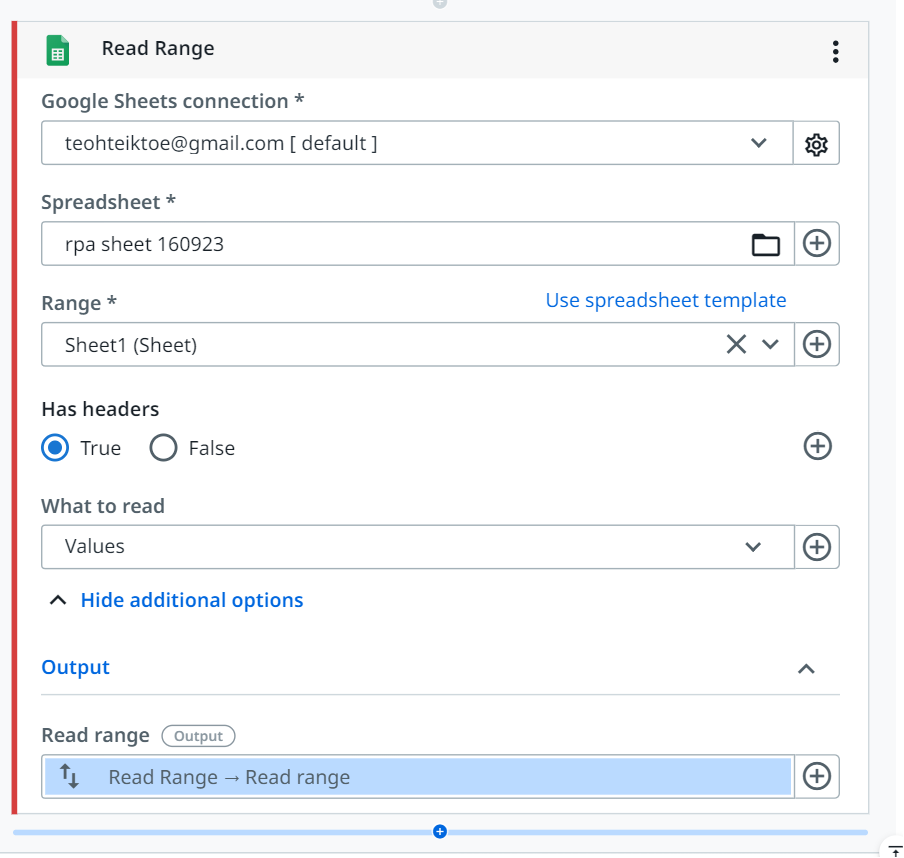 Read Range
Google Sheets connection *
teohteiktoe@gmail.com [ default ]
Spreadsheet *
rpa sheet 160923
Range *
Use spreadsheet template
Sheet1 (Sheet)
Has headers
True False
What to read
Values
Hide additional options
Output
Read range Output
Read Range → Read range